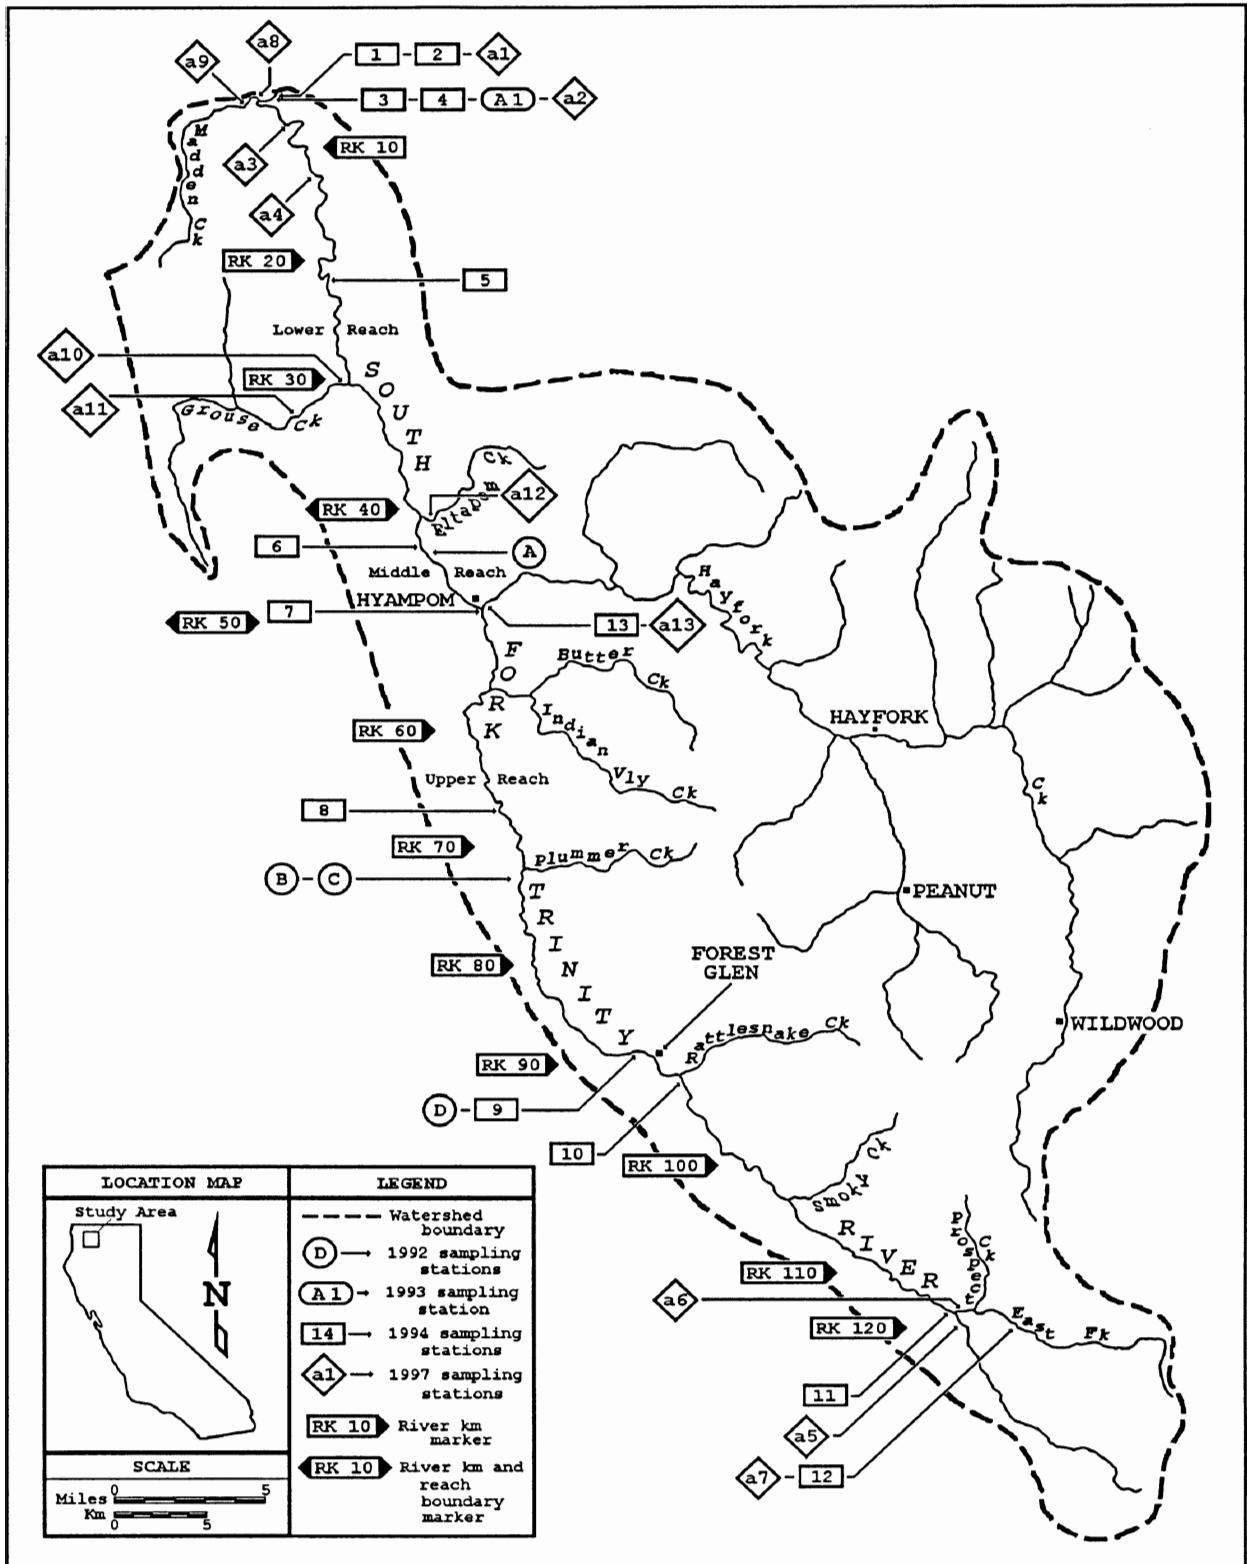 a8
a9
1 - 2 - a1
3 - 4 - A1 - a2
Madden Ck
RK 10
a3
a4
RK 20
5
Lower Reach
a10
RK 30
a11
Grouse Ck
SOUTH
Eltapom Ck
a12
RK 40
6
A
Middle Reach
HYAMPOM
Hayfork
RK 50
7
13 - a13
FORK
Butter Ck
Indian Vly Ck
RK 60
HAYFORK
Upper Reach
Ck
8
RK 70
Plummer Ck
B - C
TRINITY
PEANUT
FOREST
GLEN
RK 80
WILDWOOD
Rattlesnake Ck
RK 90
D - 9
10
RK 100
Smoky Ck
RIVER
Prospect Ck
RK 110
a6
East Fk
RK 120
11
a5
a7 - 12
LOCATION MAP
Study Area
N
SCALE
Miles 0 5
Km 0 5
LEGEND
Watershed
boundary
D 1992 sampling
stations
A1 1993 sampling
station
14 1994 sampling
stations
a1 1997 sampling
stations
RK 10 River km
marker
RK 10 River km and
reach
boundary
marker